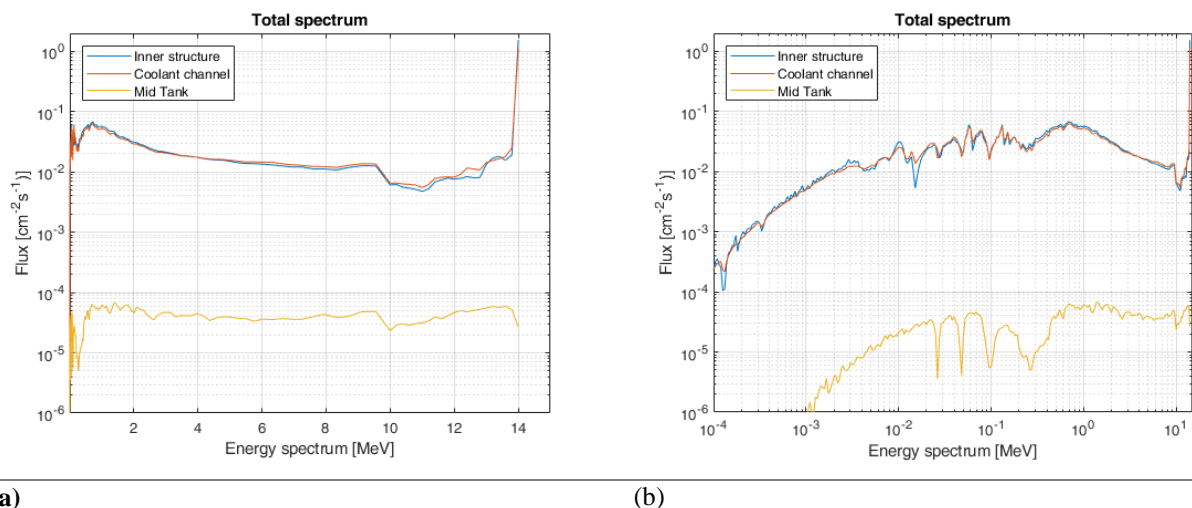 Total spectrum
10^0
10^-1
10^-2
10^-3
10^-4
10^-5
10^-6
Flux [cm^-2 s^-1)]
Inner structure
Coolant channel
Mid Tank
2 4 6 8 10 12 14
Energy spectrum [MeV]
a)
Total spectrum
10^0
10^-1
10^-2
10^-3
10^-4
10^-5
10^-6
Flux [cm^-2 s^-1)]
Inner structure
Coolant channel
Mid Tank
10^-4 10^-3 10^-2 10^-1 10^0 10^1
Energy spectrum [MeV]
(b)